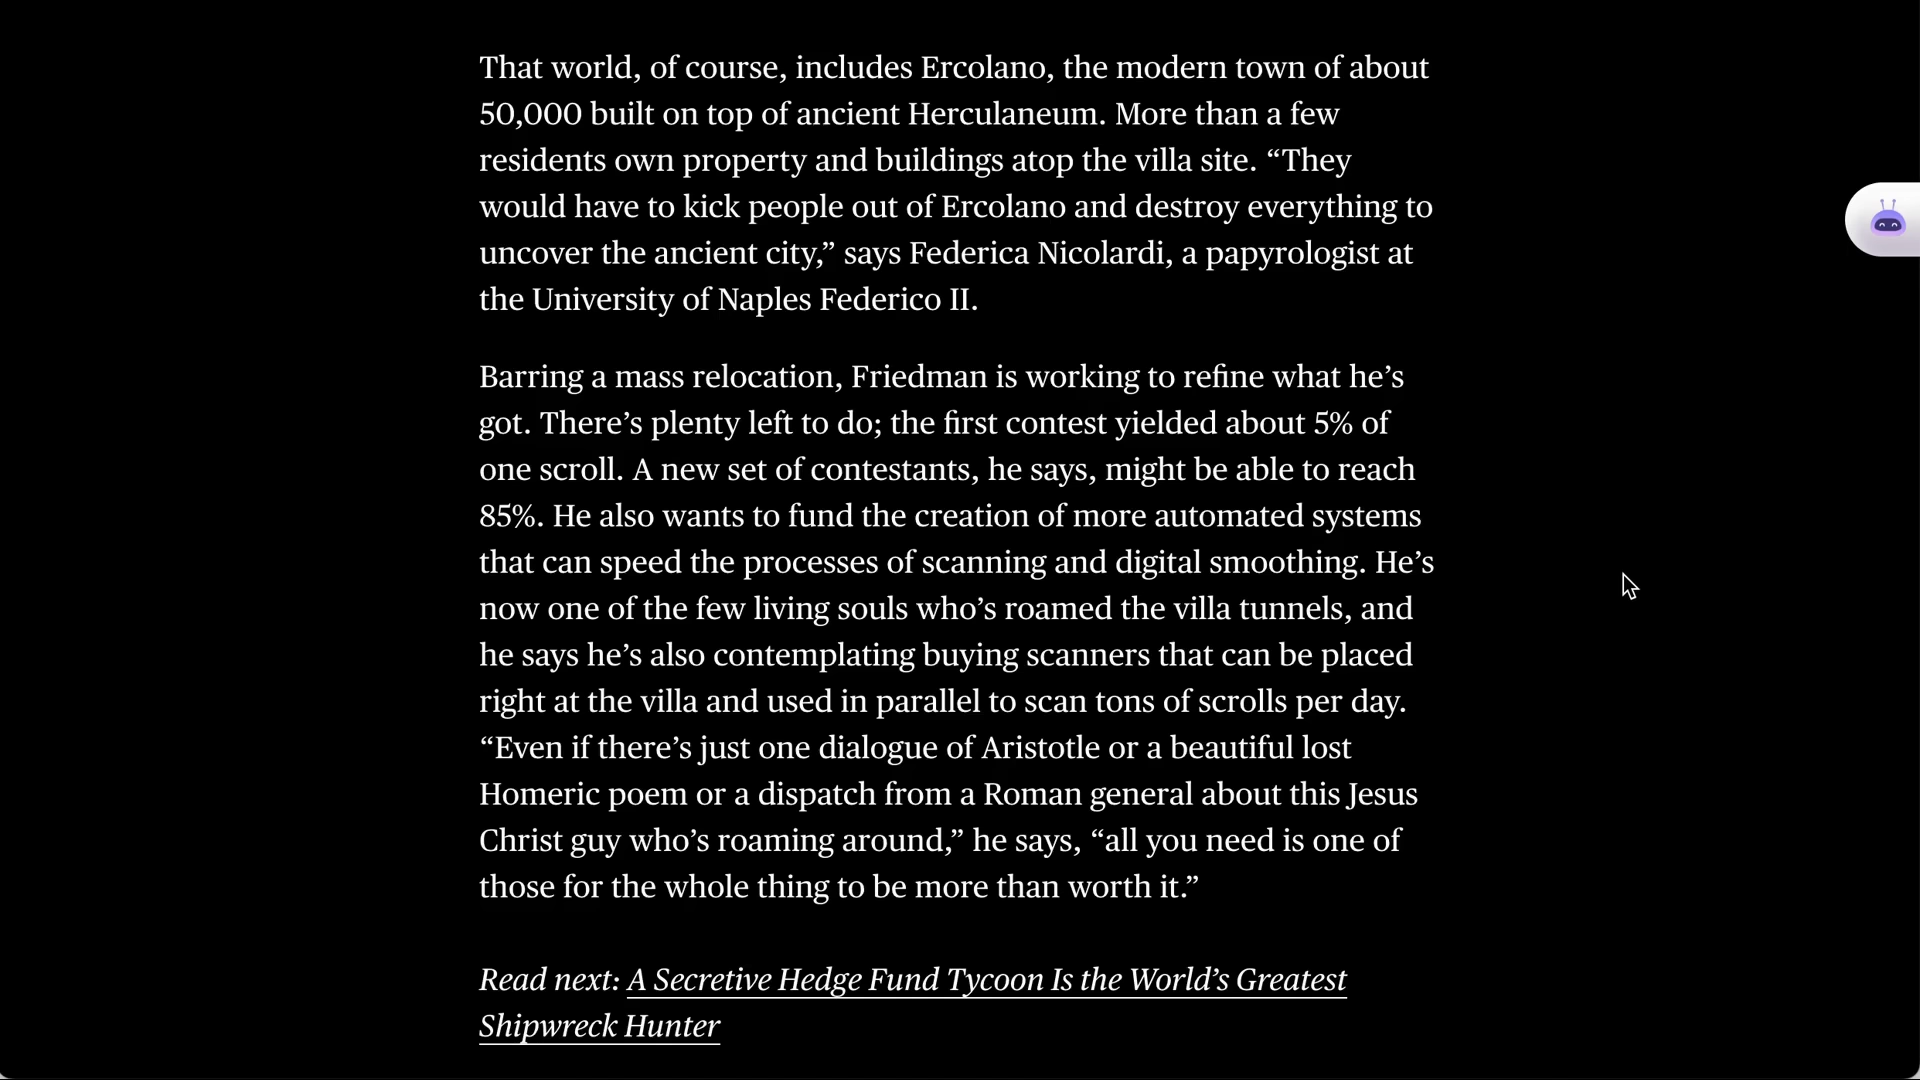 That world, of course, includes Ercolano, the modern town of about
50,000 built on top of ancient Herculaneum. More than a few
residents own property and buildings atop the villa site. “They
would have to kick people out of Ercolano and destroy everything to
uncover the ancient city,” says Federica Nicolardi, a papyrologist at
the University of Naples Federico II.
Barring a mass relocation, Friedman is working to refine what he’s
got. There’s plenty left to do; the first contest yielded about 5% of
one scroll. A new set of contestants, he says, might be able to reach
85%. He also wants to fund the creation of more automated systems
that can speed the processes of scanning and digital smoothing. He’s
now one of the few living souls who’s roamed the villa tunnels, and
he says he’s also contemplating buying scanners that can be placed
right at the villa and used in parallel to scan tons of scrolls per day.
“Even if there’s just one dialogue of Aristotle or a beautiful lost
Homeric poem or a dispatch from a Roman general about this Jesus
Christ guy who’s roaming around,” he says, “all you need is one of
those for the whole thing to be more than worth it.”
Read next: A Secretive Hedge Fund Tycoon Is the World’s Greatest
Shipwreck Hunter